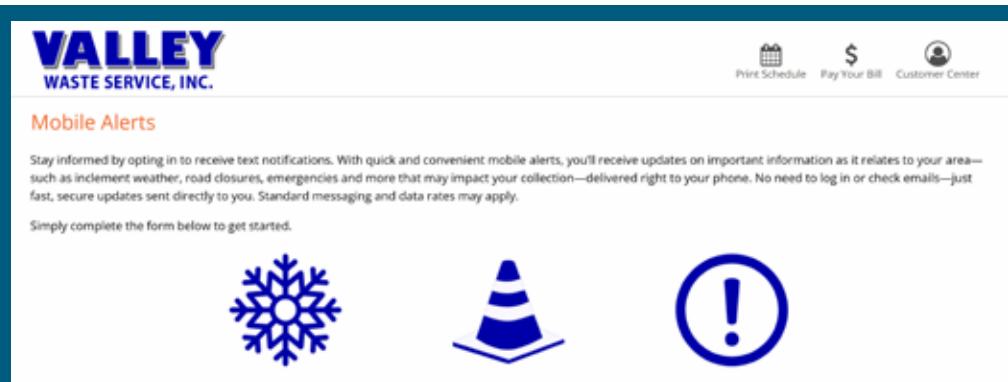 VALLEY
WASTE SERVICE, INC.
Print Schedule
Pay Your Bill
Customer Center
Mobile Alerts
Stay informed by opting in to receive text notifications. With quick and convenient mobile alerts, you'll receive updates on important information as it relates to your area—
such as inclement weather, road closures, emergencies and more that may impact your collection—delivered right to your phone. No need to log in or check emails—just
fast, secure updates sent directly to you. Standard messaging and data rates may apply.
Simply complete the form below to get started.